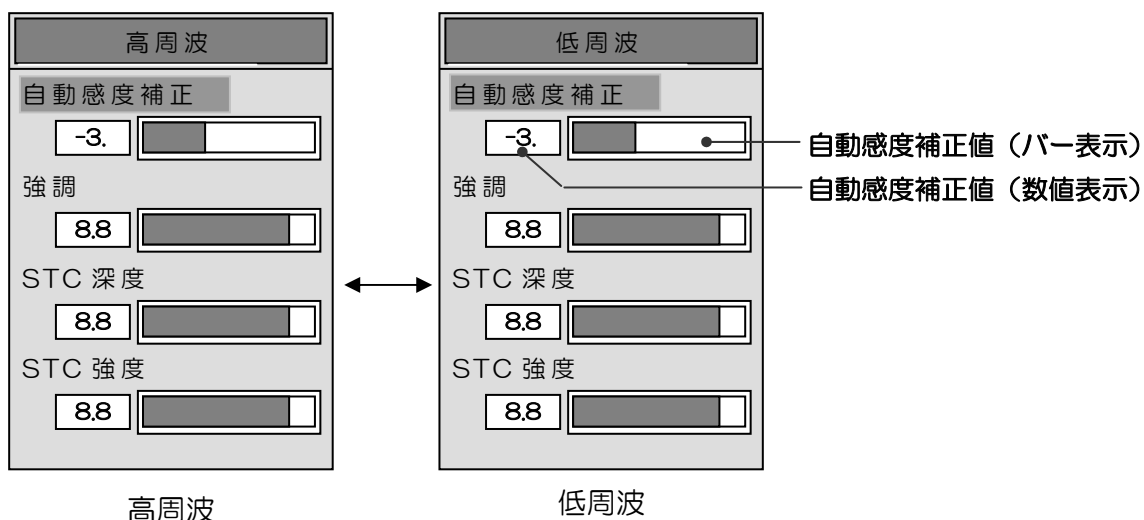 高周波
自動感度補正
-3.
強調
8.8
STC 深度
8.8
STC 強度
8.8
高周波
低周波
自動感度補正
-3.
強調
8.8
STC 深度
8.8
STC 強度
8.8
低周波
自動感度補正値（バー表示）
自動感度補正値（数値表示）